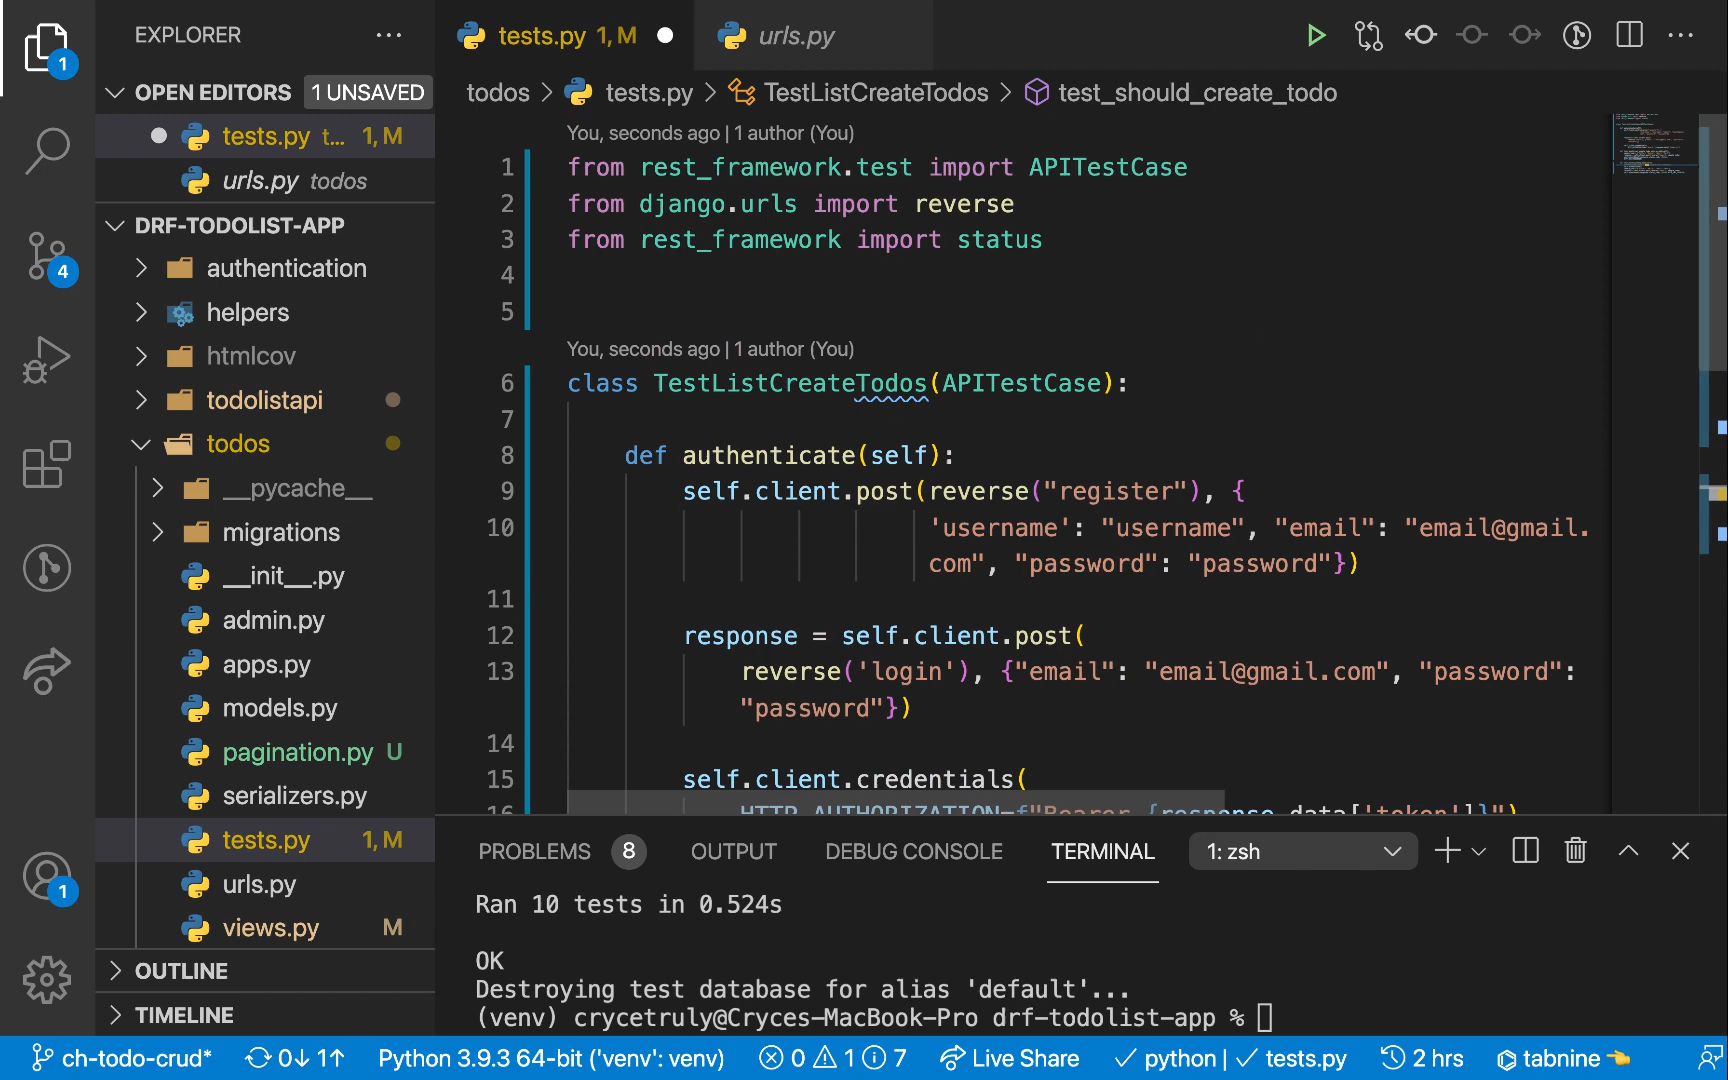 EXPLORER
tests.py 1, M
urls.py
OPEN EDITORS 1 UNSAVED
tests.py t... 1, M
urls.py todos
DRF-TODOLIST-APP
authentication
helpers
htmlcov
todolistapi
todos
__pycache__
migrations
__init__.py
admin.py
apps.py
models.py
pagination.py U
serializers.py
tests.py 1, M
urls.py
views.py M
OUTLINE
TIMELINE
1
4
1
todos > tests.py > TestListCreateTodos > test_should_create_todo
You, seconds ago | 1 author (You)
1 from rest_framework.test import APITestCase
2 from django.urls import reverse
3 from rest_framework import status
4
5
You, seconds ago | 1 author (You)
6 class TestListCreateTodos(APITestCase):
7
8 def authenticate(self):
9 self.client.post(reverse("register"), {
10 'username': "username", "email": "email@gmail.
com", "password": "password"})
11
12 response = self.client.post(
13 reverse('login'), {"email": "email@gmail.com", "password":
"password"})
14
15 self.client.credentials(
16 HTTP_AUTHORIZATION=f"Bearer {response.data['token']}")
PROBLEMS 8 OUTPUT DEBUG CONSOLE TERMINAL 1: zsh
Ran 10 tests in 0.524s
OK
Destroying test database for alias 'default'...
(venv) crycetruly@Cryces-MacBook-Pro drf-todolist-app %
ch-todo-crud* 0↓ 1↑ Python 3.9.3 64-bit ('venv': venv) 0 1 7 Live Share ✓ python | ✓ tests.py 2 hrs tabnine